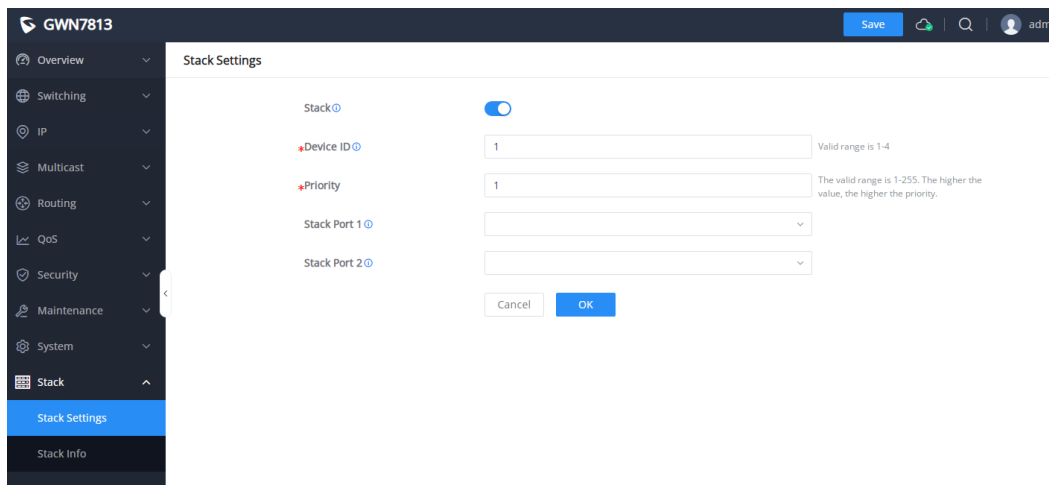 GWN7813
Save
adm
Overview
Switching
IP
Multicast
Routing
QoS
Security
Maintenance
System
Stack
Stack Settings
Stack Info
Stack Settings
Stack
*Device ID
1
Valid range is 1-4
*Priority
1
The valid range is 1-255. The higher the
value, the higher the priority.
Stack Port 1
Stack Port 2
Cancel
OK